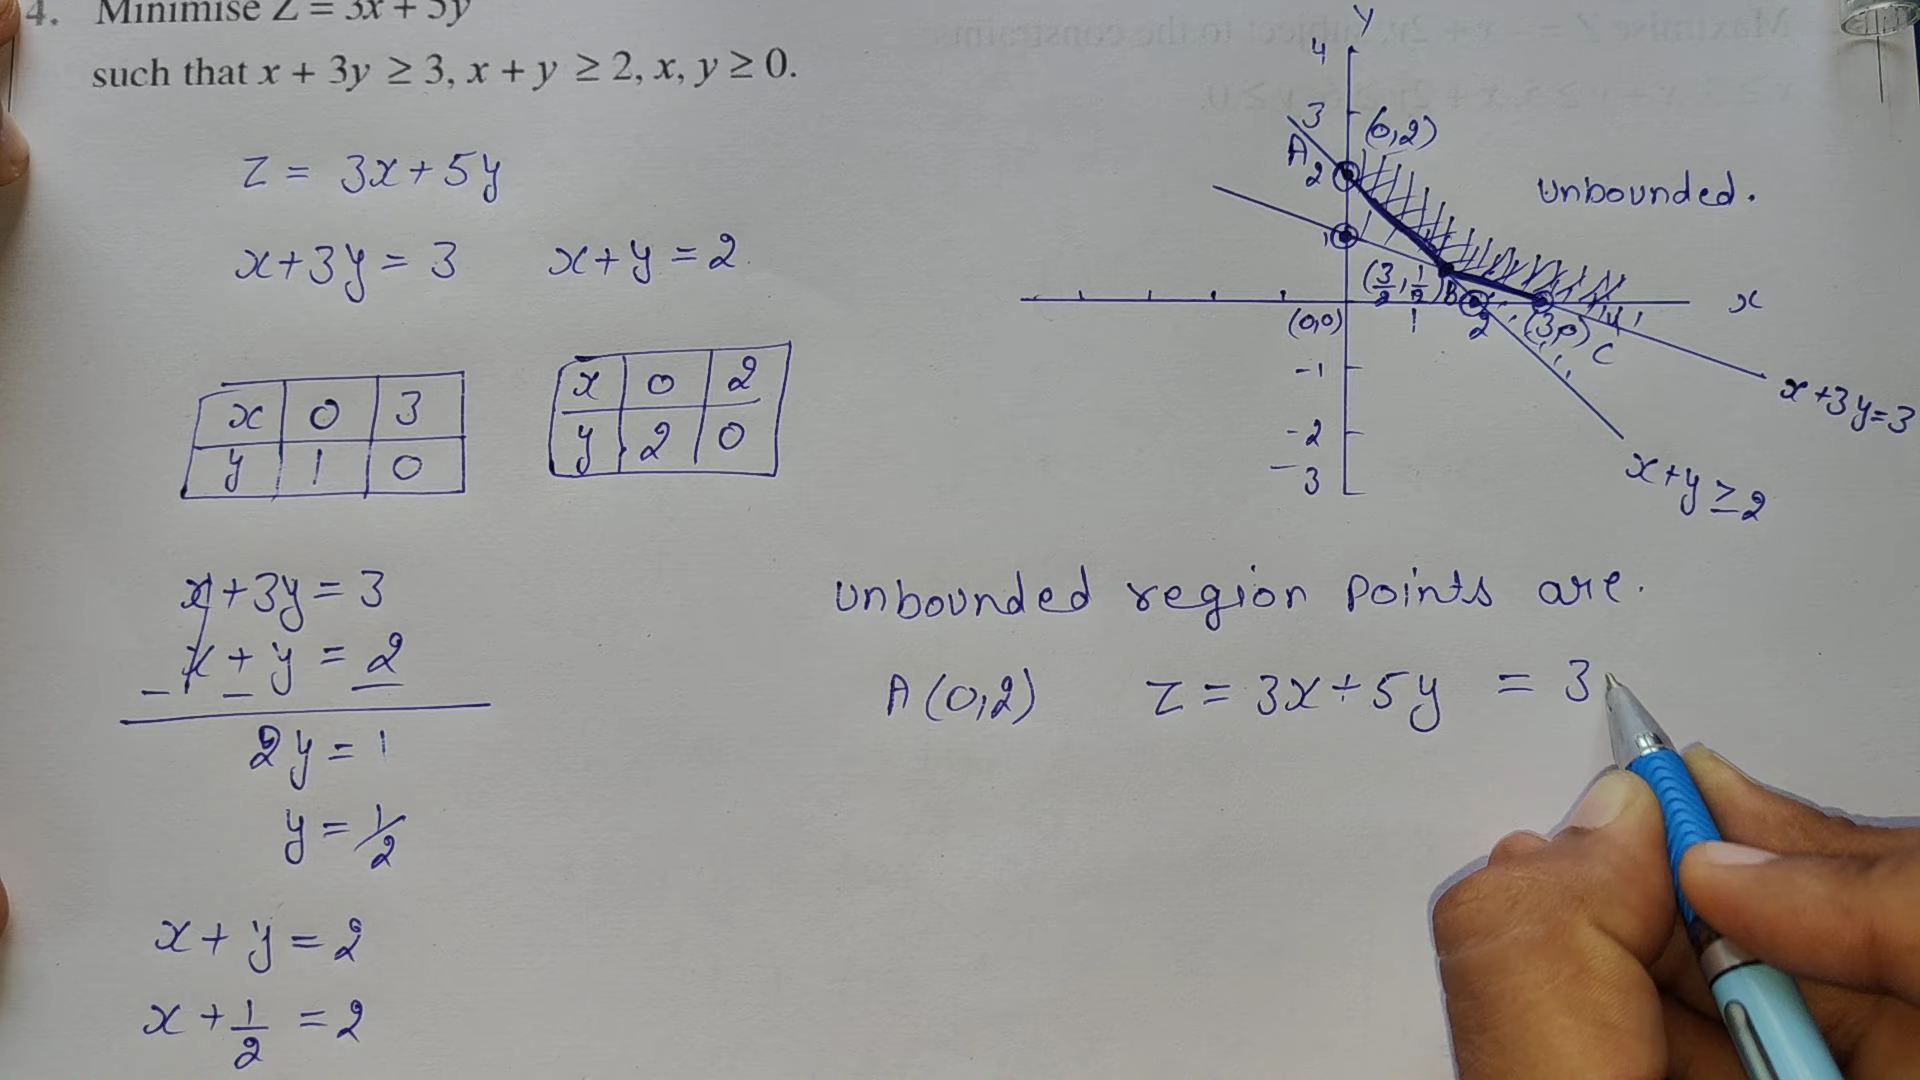 4. Minimise Z = 3x + 5y
such that x + 3y ≥ 3, x + y ≥ 2, x, y ≥ 0.
Z = 3x + 5y
x + 3y = 3
x + y = 2
x 0 3
y 1 0
x 0 2
y 2 0
x + 3y = 3
x + y = 2
- - -
2y = 1
y = 1/2
x + y = 2
x + 1/2 = 2
Y
4
3
(0,2)
A
2
1
unbounded.
(3/2, 1/2) B
x
(0,0) 1 2 (3,0) 4
C
-1
-2
-3
x + 3y = 3
x + y ≥ 2
unbounded region points are.
A (0,2) Z = 3x + 5y = 3